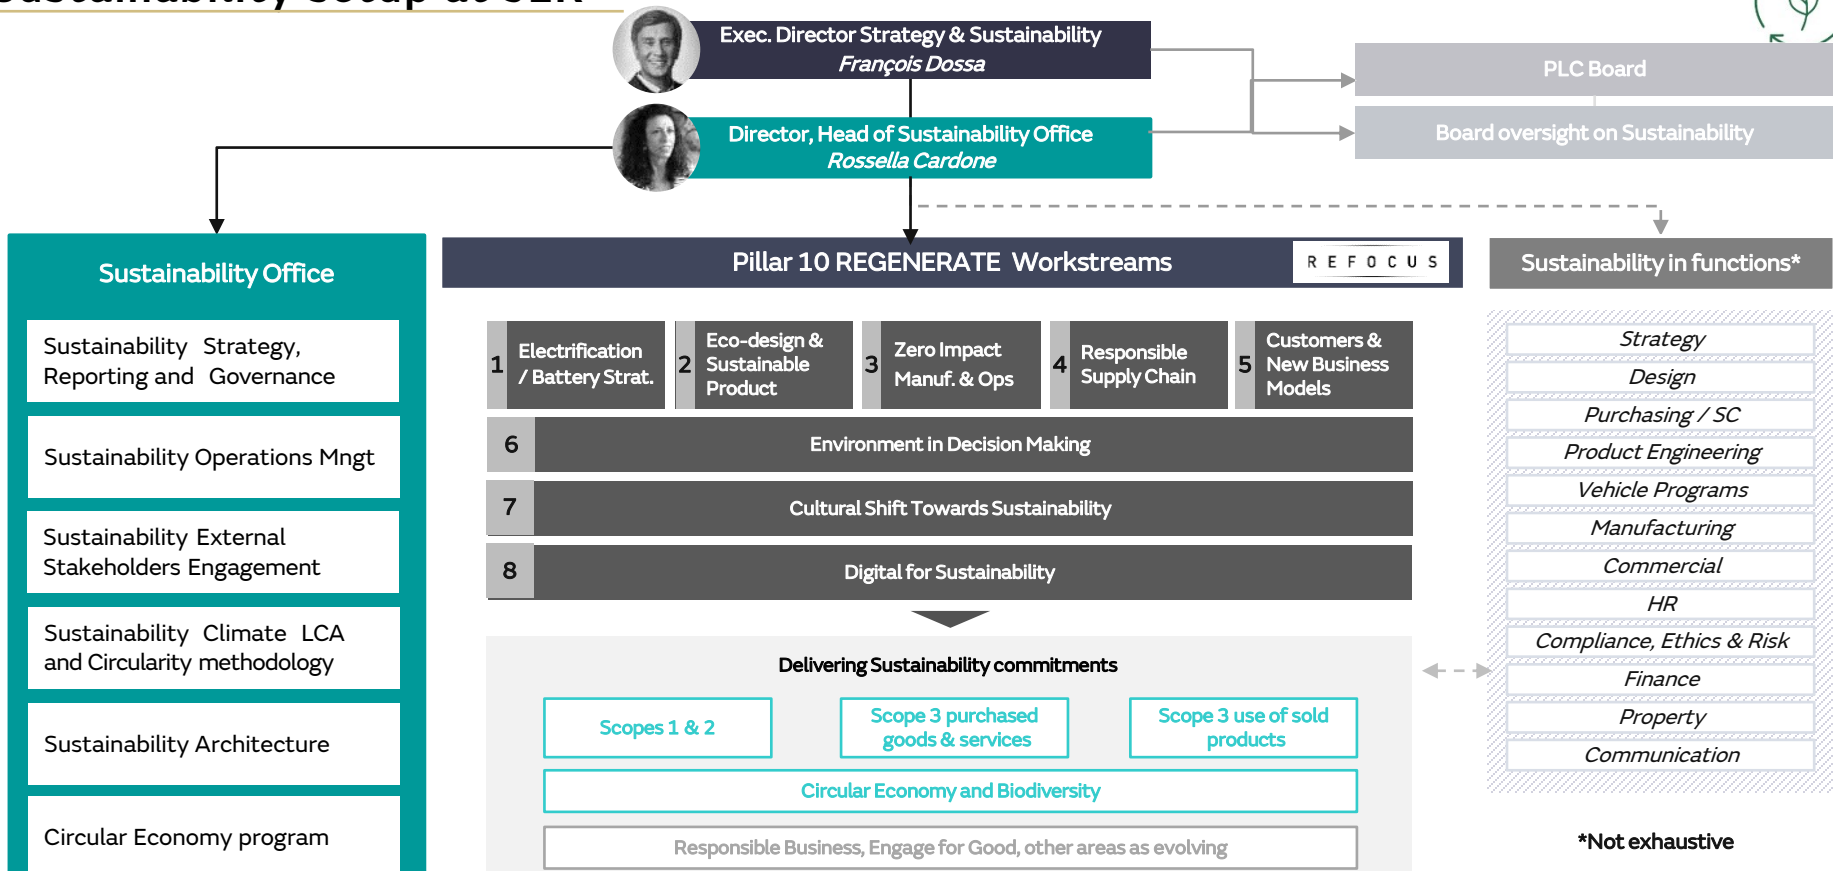 Sustainability Setup at JLR
Exec. Director Strategy & Sustainability
François Dossa
Director, Head of Sustainability Office
Rossella Cardone
PLC Board
Board oversight on Sustainability
Sustainability Office
Sustainability Strategy,
Reporting and Governance
Sustainability Operations Mngt
Sustainability External
Stakeholders Engagement
Sustainability Climate LCA
and Circularity methodology
Sustainability Architecture
Circular Economy program
Pillar 10 REGENERATE Workstreams
REFOCUS
1
Electrification
/ Battery Strat.
2
Eco-design &
Sustainable
Product
3
Zero Impact
Manuf. & Ops
4
Responsible
Supply Chain
5
Customers &
New Business
Models
6
Environment in Decision Making
7
Cultural Shift Towards Sustainability
8
Digital for Sustainability
Delivering Sustainability commitments
Scopes 1 & 2
Scope 3 purchased
goods & services
Scope 3 use of sold
products
Circular Economy and Biodiversity
Responsible Business, Engage for Good, other areas as evolving
Sustainability in functions*
Strategy
Design
Purchasing / SC
Product Engineering
Vehicle Programs
Manufacturing
Commercial
HR
Compliance, Ethics & Risk
Finance
Property
Communication
*Not exhaustive